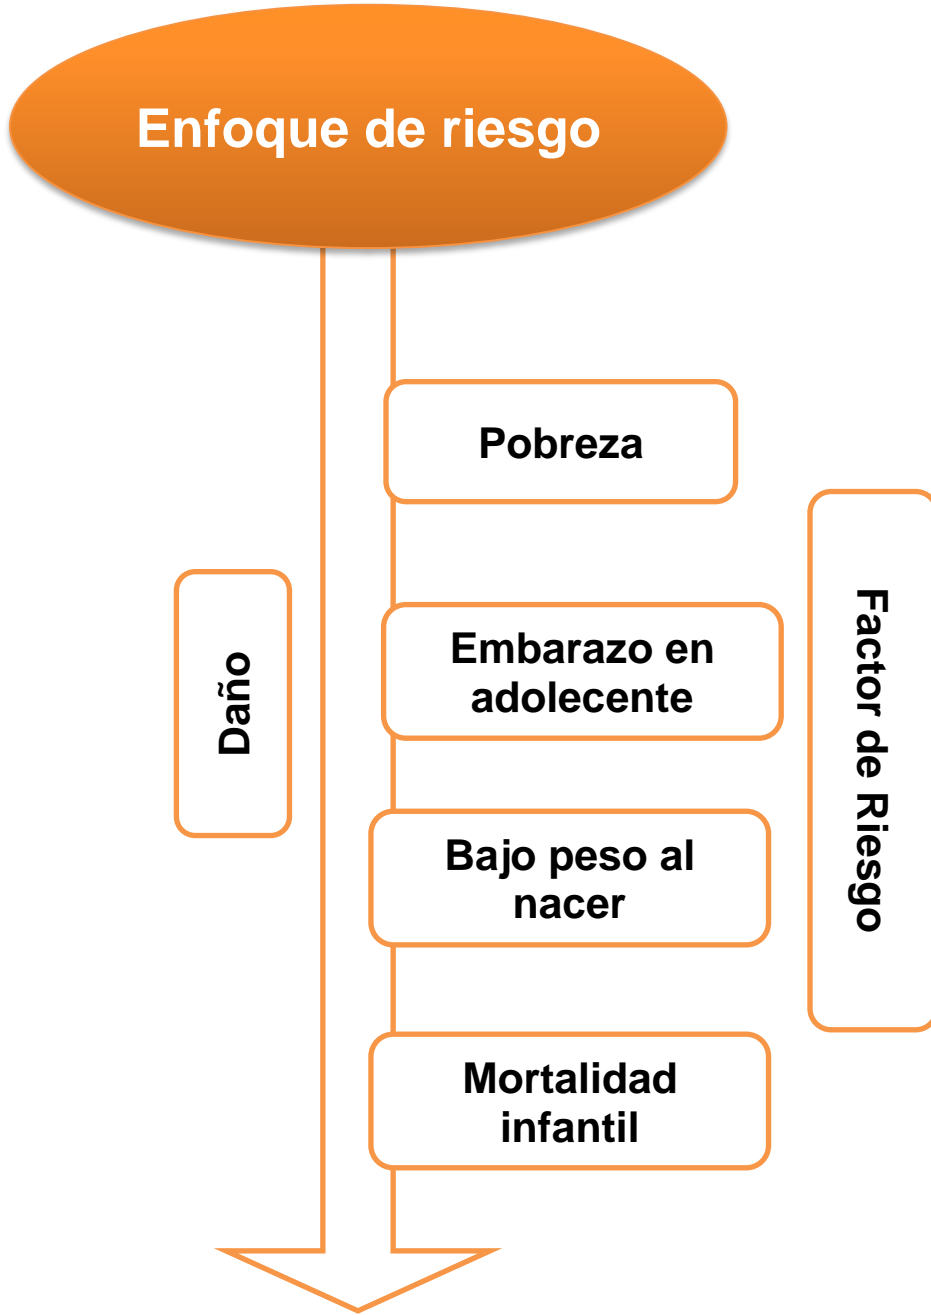 Enfoque de riesgo
Pobreza
Daño
Embarazo en
adolecente
Factor de Riesgo
Bajo peso al
nacer
Mortalidad
infantil